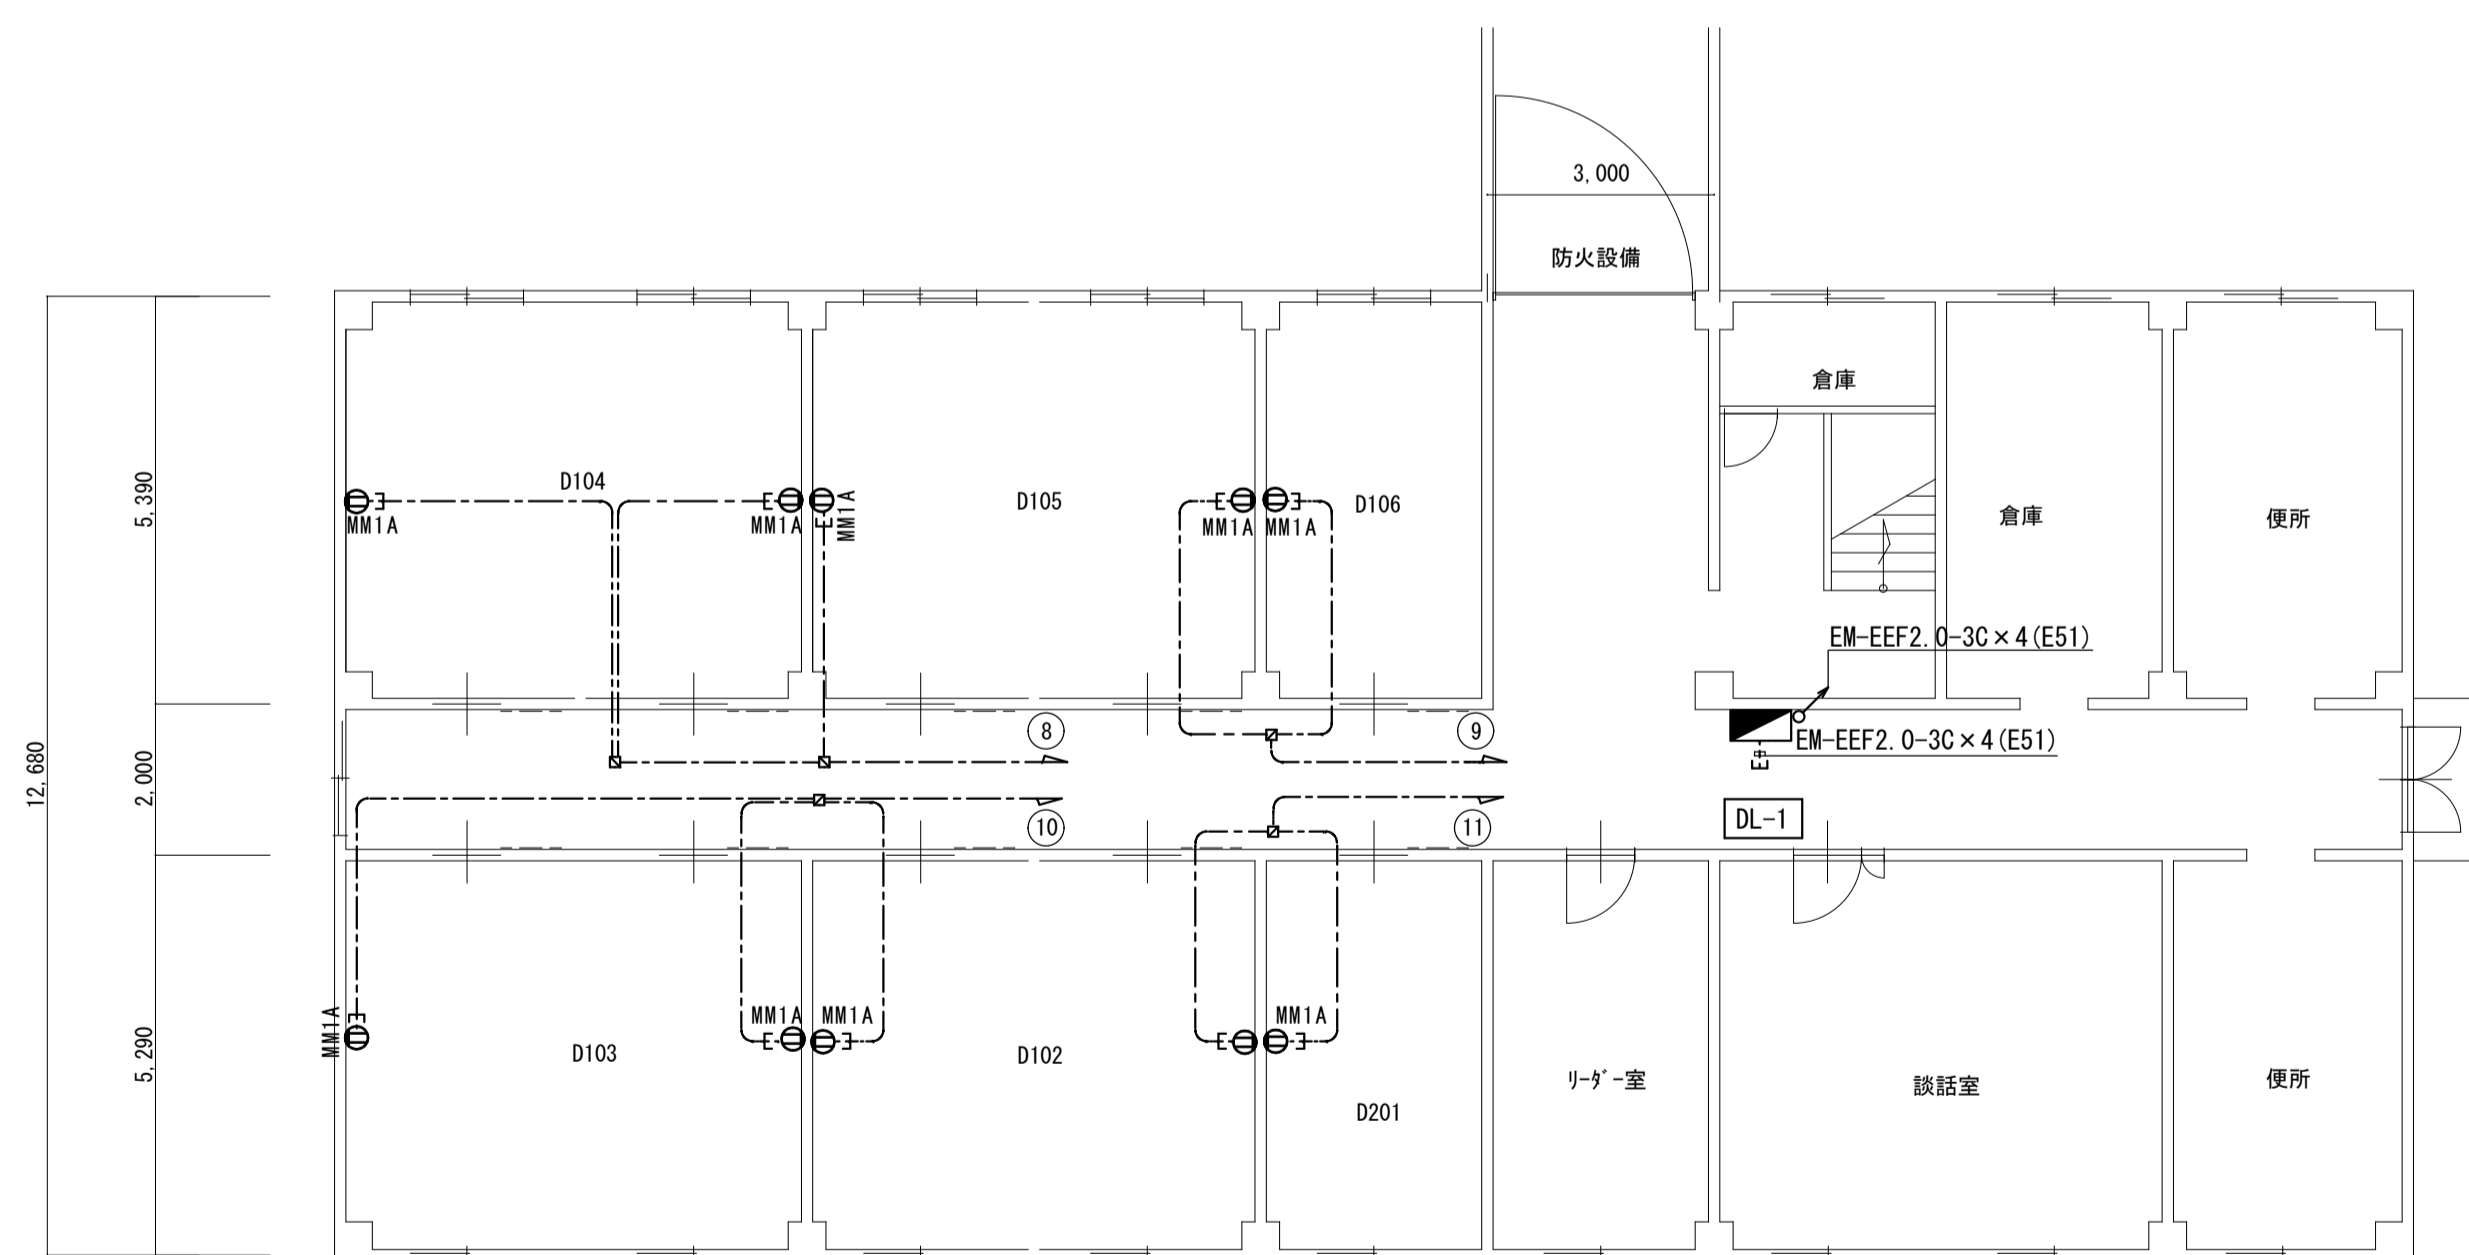 3,000
防火設備
倉庫
D104
MM1A
MM1A
MM1A
D105
MM1A
MM1A
D106
倉庫
便所
5,390
EM-EEF2.0-3C×4(E51)
⑧
⑨
EM-EEF2.0-3C×4(E51)
12,680
2,000
⑩
⑪
DL-1
MM1A
MM1A
MM1A
MM1A
5,290
D103
D102
D201
リーダー室
談話室
便所